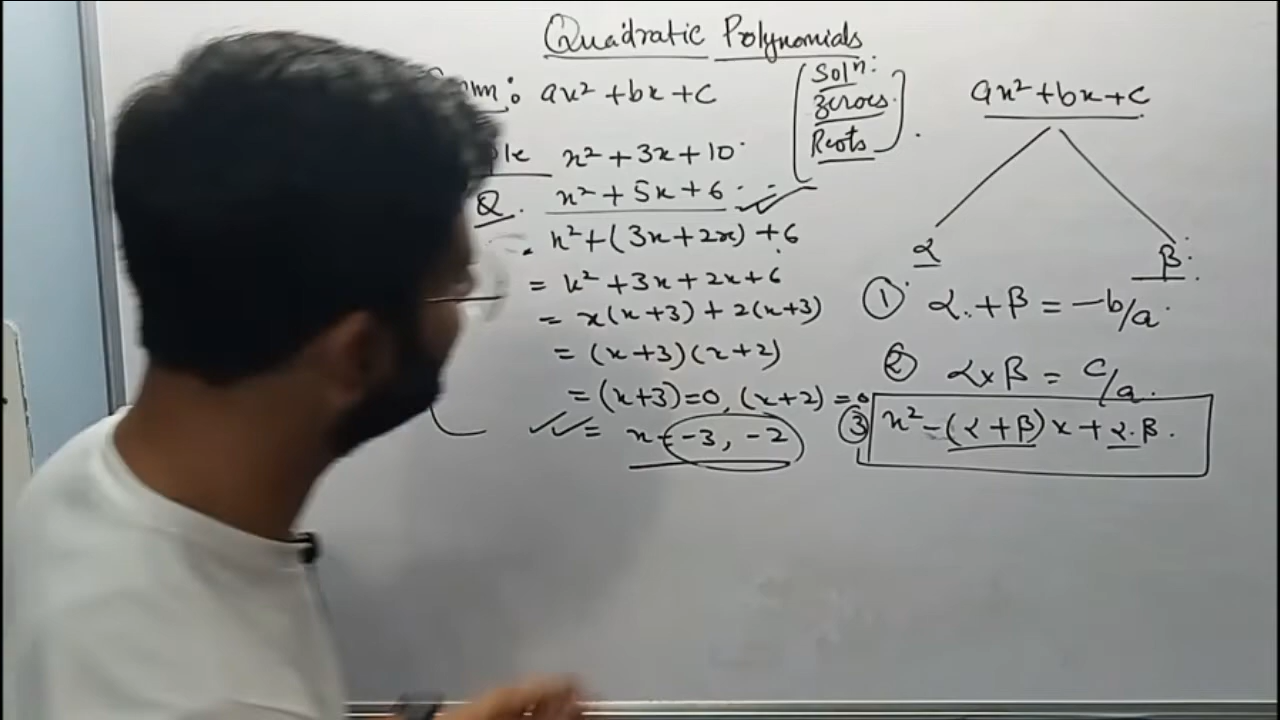 Quadratic Polynomials
ax² + bx + c
x² + 3x + 10
Q. x² + 5x + 6
x² + (3x + 2x) + 6
= x² + 3x + 2x + 6
= x(x+3) + 2(x+3)
= (x+3)(x+2)
= (x+3)=0, (x+2)=0
= x = -3, -2
Solⁿ:
Zeroes
Roots
ax² + bx + c
α β
① α + β = -b/a
② α × β = c/a
③ x² - (α + β)x + α.β.